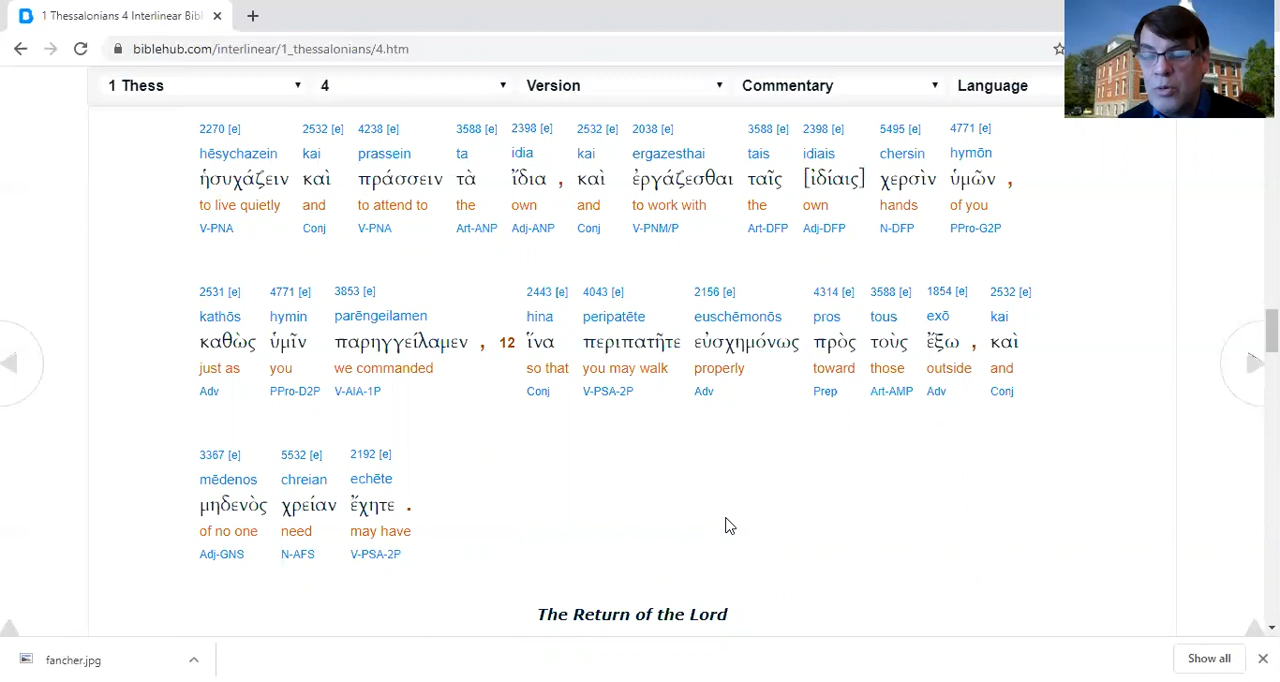 1 Thessalonians 4 Interlinear Bibl
biblehub.com/interlinear/1_thessalonians/4.htm
1 Thess 4 Version Commentary Language
2270 [e] 2532 [e] 4238 [e] 3588 [e] 2398 [e] 2532 [e] 2038 [e] 3588 [e] 2398 [e] 5495 [e] 4771 [e]
hēsychazein kai prassein ta idia kai ergazesthai tais idiais chersin hymōn
ἡσυχάζειν καὶ πράσσειν τὰ ἴδια , καὶ ἐργάζεσθαι ταῖς [ἰδίαις] χερσὶν ὑμῶν ,
to live quietly and to attend to the own and to work with the own hands of you
V-PNA Conj V-PNA Art-ANP Adj-ANP Conj V-PNM/P Art-DFP Adj-DFP N-DFP PPro-G2P
2531 [e] 4771 [e] 3853 [e] 2443 [e] 4043 [e] 2156 [e] 4314 [e] 3588 [e] 1854 [e] 2532 [e]
kathōs hymin parēngeilamen hina peripatēte euschēmonōs pros tous exō kai
καθὼς ὑμῖν παρηγγείλαμεν , 12 ἵνα περιπατῆτε εὐσχημόνως πρὸς τοὺς ἔξω , καὶ
just as you we commanded so that you may walk properly toward those outside and
Adv PPro-D2P V-AIA-1P Conj V-PSA-2P Adv Prep Art-AMP Adv Conj
3367 [e] 5532 [e] 2192 [e]
mēdenos chreian echēte
μηδενὸς χρείαν ἔχητε .
of no one need may have
Adj-GNS N-AFS V-PSA-2P
The Return of the Lord
fancher.jpg Show all